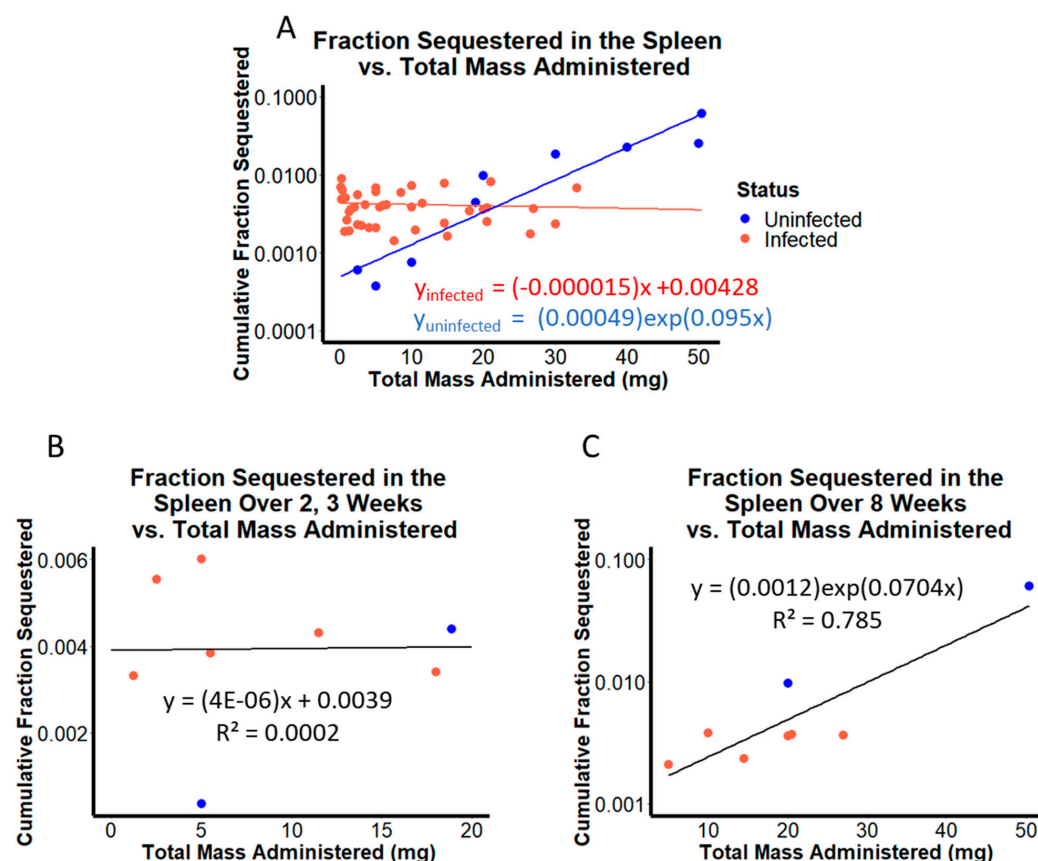 A
Fraction Sequestered in the Spleen
vs. Total Mass Administered
Cumulative Fraction Sequestered
0.1000
0.0100
0.0010
0.0001
y_infected = (-0.000015)x +0.00428
y_uninfected = (0.00049)exp(0.095x)
0 10 20 30 40 50
Total Mass Administered (mg)
Status
Uninfected
Infected
B
Fraction Sequestered in the
Spleen Over 2, 3 Weeks
vs. Total Mass Administered
Cumulative Fraction Sequestered
0.006
0.004
0.002
y = (4E-06)x + 0.0039
R² = 0.0002
0 5 10 15 20
Total Mass Administered (mg)
C
Fraction Sequestered in the
Spleen Over 8 Weeks
vs. Total Mass Administered
Cumulative Fraction Sequestered
0.100
0.010
0.001
y = (0.0012)exp(0.0704x)
R² = 0.785
10 20 30 40 50
Total Mass Administered (mg)